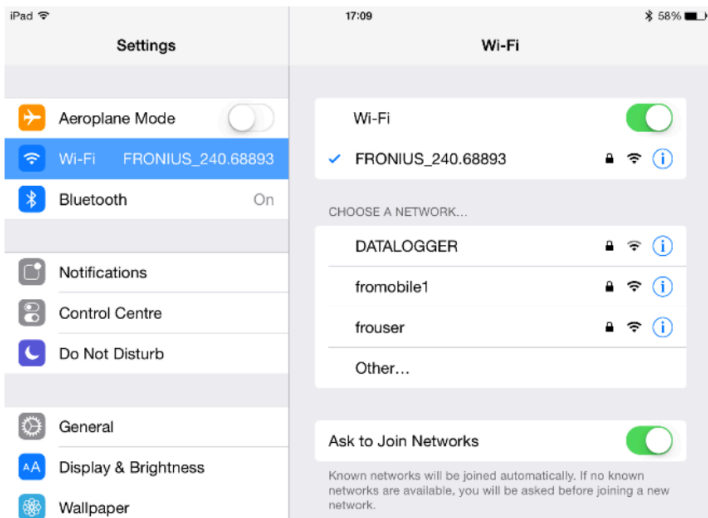 iPad 17:09 58%
Settings
Wi-Fi
Aeroplane Mode
Wi-Fi FRONIUS_240.68893
Bluetooth On
Notifications
Control Centre
Do Not Disturb
General
AA Display & Brightness
Wallpaper
Wi-Fi
FRONIUS_240.68893
CHOOSE A NETWORK...
DATALOGGER
fromobile1
frouser
Other...
Ask to Join Networks
Known networks will be joined automatically. If no known
networks are available, you will be asked before joining a new
network.